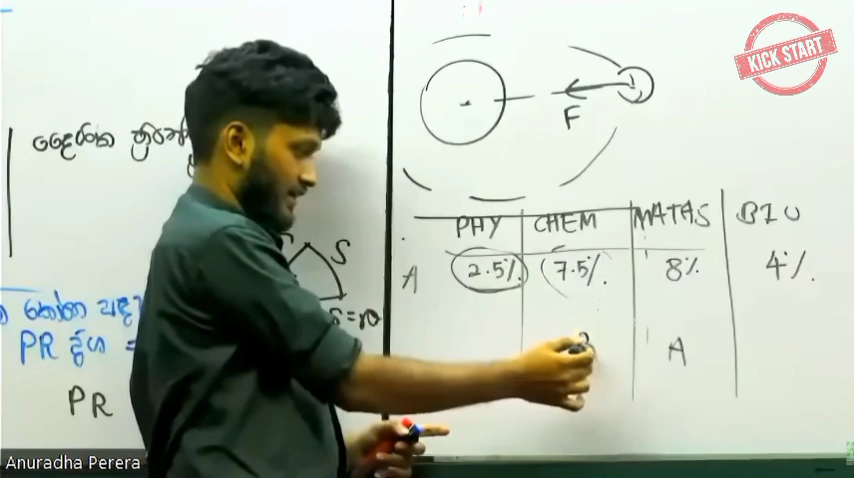 KICK START
දෛශික ත්‍රිකෝ
F
PHY CHEM MATHS BIO
A 2.5% 7.5% 8% 4%.
A
S
PR දිශ =
PR
Anuradha Perera